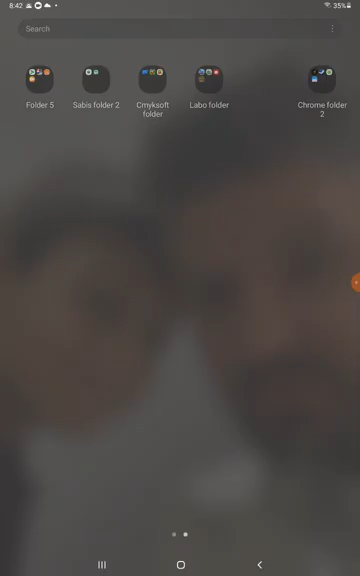 8:42
35%
Search
Folder 5
Sabis folder 2
Cmyksoft folder
Labo folder
Chrome folder 2